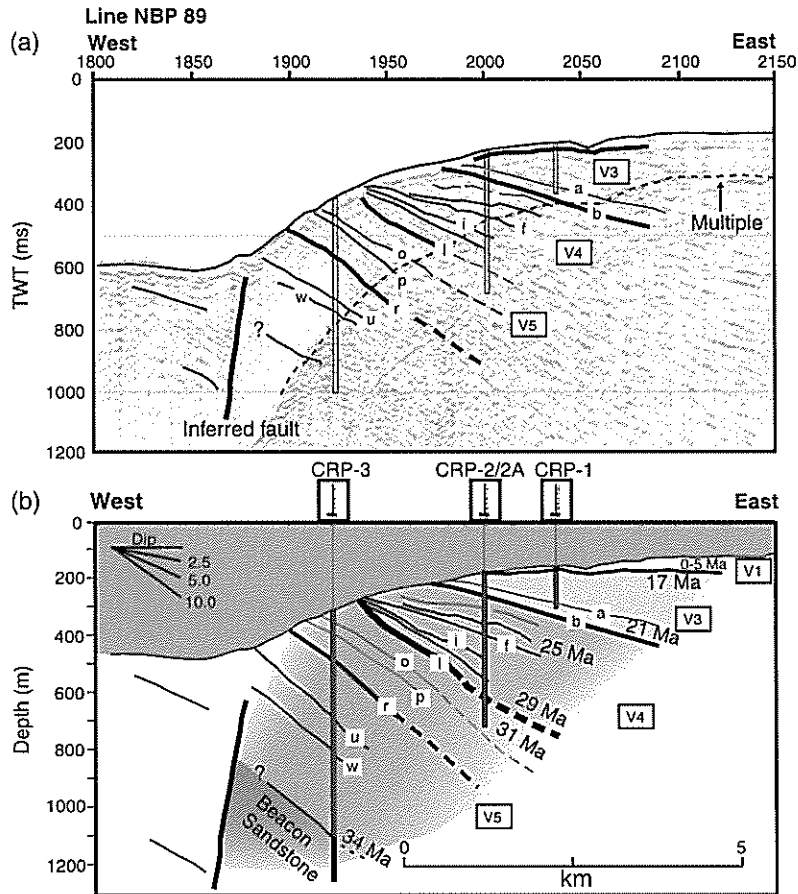 Line NBP 89
(a) West East
1800 1850 1900 1950 2000 2050 2100 2150
0
200
400
600
800
1000
1200
TWT (ms)
V3
a
b
Multiple
i
f
l
V4
o
p
r
V5
w
u
?
Inferred fault
CRP-3 CRP-2/2A CRP-1
(b) West East
0
200
400
600
800
1000
1200
Depth (m)
Dip
2.5
5.0
10.0
0-5 Ma
V1
17 Ma
a
V3
b
21 Ma
i
f
25 Ma
o
l
p
r
29 Ma
V4
31 Ma
u
w
?
V5
Beacon
Sandstone
34 Ma
0 5
km